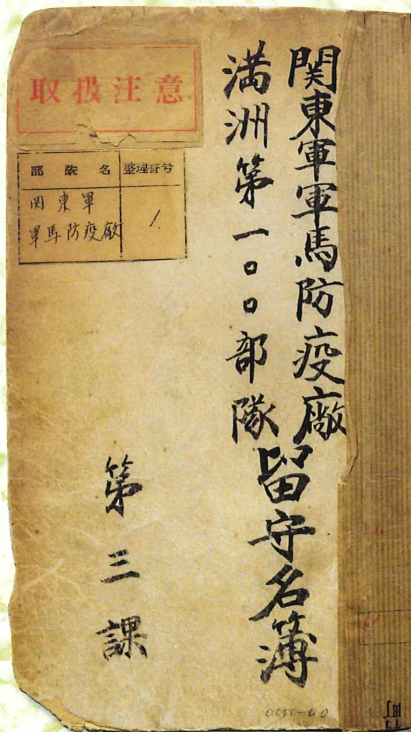 関東軍軍馬防疫廠
満洲第一〇〇部隊
留守名簿
取扱注意
部隊名 整理番号
関東軍
軍馬防疫廠 1.
第三課